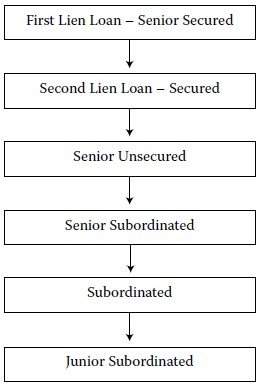 First Lien Loan – Senior Secured
Second Lien Loan – Secured
Senior Unsecured
Senior Subordinated
Subordinated
Junior Subordinated